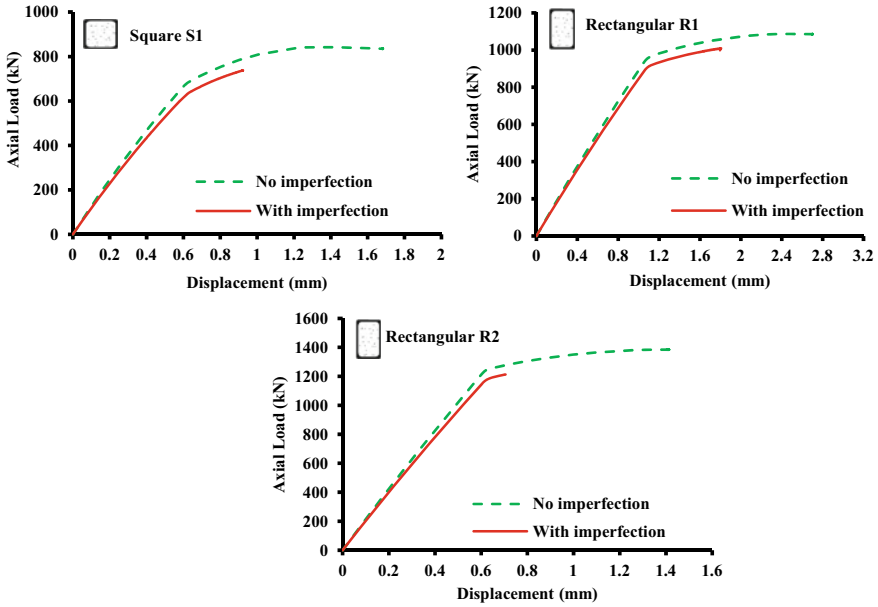 Square S1
Axial Load (kN)
1000
800
600
400
200
0
No imperfection
With imperfection
0 0.2 0.4 0.6 0.8 1 1.2 1.4 1.6 1.8 2
Displacement (mm)
Rectangular R1
Axial Load (kN)
1200
1000
800
600
400
200
0
No imperfection
With imperfection
0 0.4 0.8 1.2 1.6 2 2.4 2.8 3.2
Displacement (mm)
Rectangular R2
Axial Load (kN)
1600
1400
1200
1000
800
600
400
200
0
No imperfection
With imperfection
0 0.2 0.4 0.6 0.8 1 1.2 1.4 1.6
Displacement (mm)